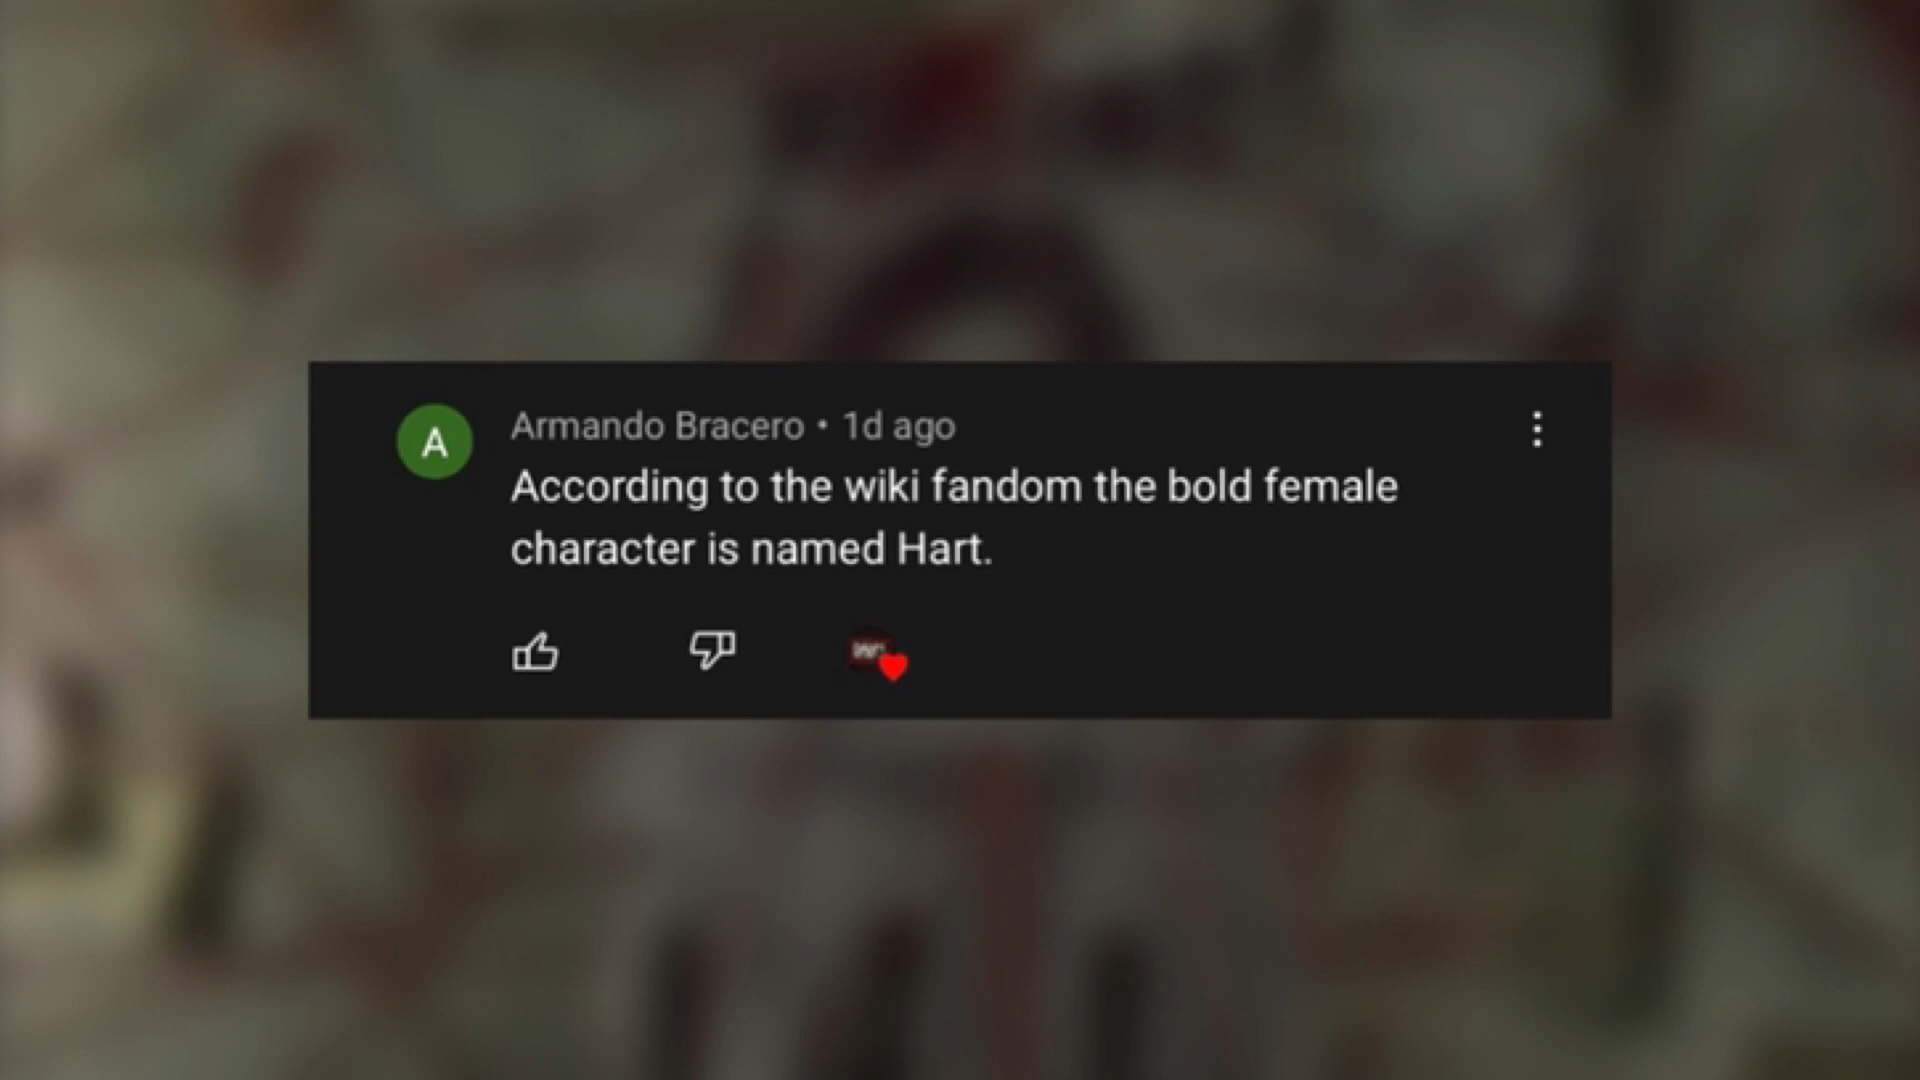 A
Armando Bracero • 1d ago
According to the wiki fandom the bold female
character is named Hart.